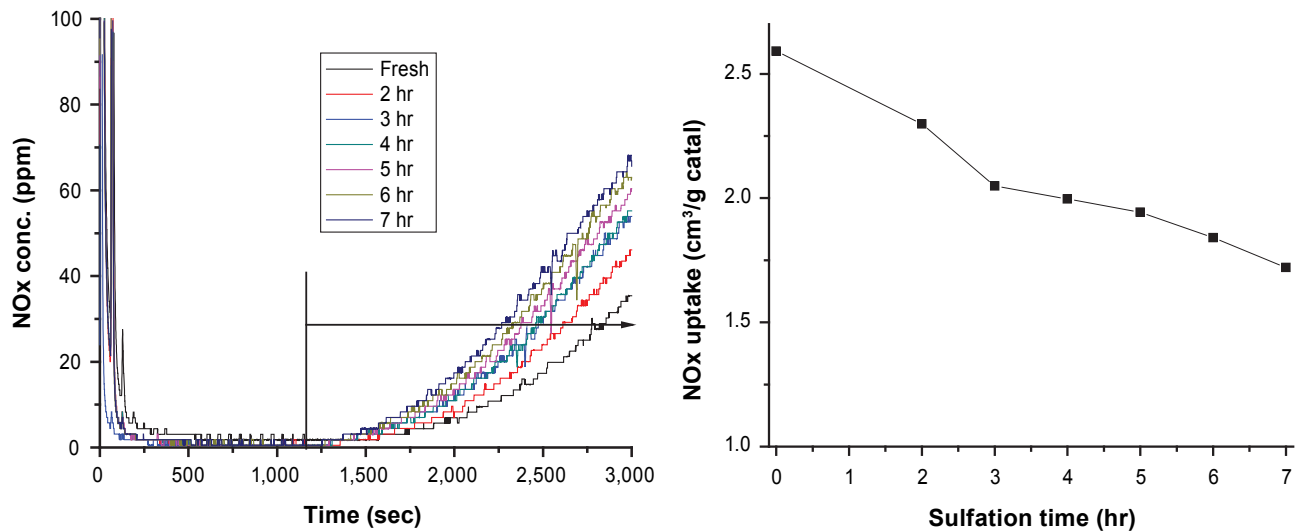 100
80
60
40
20
0
NOx conc. (ppm)
Fresh
2 hr
3 hr
4 hr
5 hr
6 hr
7 hr
0 500 1,000 1,500 2,000 2,500 3,000
Time (sec)
2.5
2.0
1.5
1.0
NOx uptake (cm³/g catal)
0 1 2 3 4 5 6 7
Sulfation time (hr)